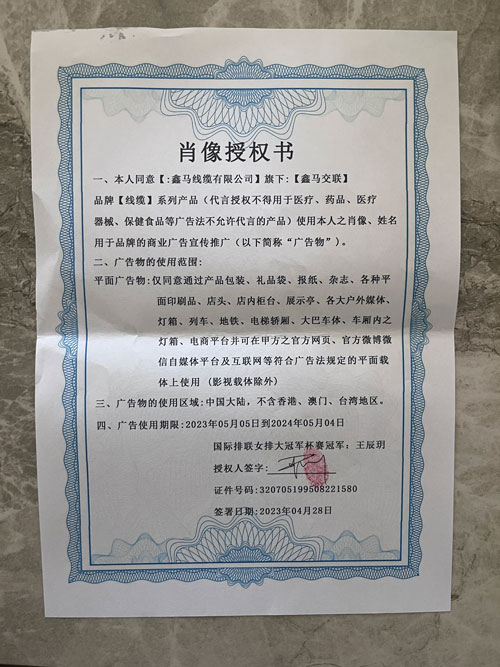 肖像授权书
一、本人同意【:鑫马线缆有限公司】旗下:【鑫马交联】
品牌【线缆】系列产品（代言授权不得用于医疗、药品、医疗
器械、保健食品等广告法不允许代言的产品）使用本人之肖像、姓名
用于品牌的商业广告宣传推广（以下简称“广告物”）。
二、广告物的使用范围:
平面广告物:仅同意通过产品包装、礼品袋、报纸、杂志、各种平
面印刷品、店头、店内柜台、展示亭、各大户外媒体、
灯箱、列车、地铁、电梯轿厢、大巴车体、车厢内之
灯箱、电商平台并可在甲方之官方网页、官方微博微
信自媒体平台及互联网等符合广告法规定的平面载
体上使用（影视载体除外）
三、广告物的使用区域:中国大陆，不含香港、澳门、台湾地区。
四、广告使用期限:2023年05月05日到2024年05月04日
国际排联女排大冠军杯赛冠军：王辰玥
授权人签字:
证件号码:320705199508221580
签署日期:2023年04月28日